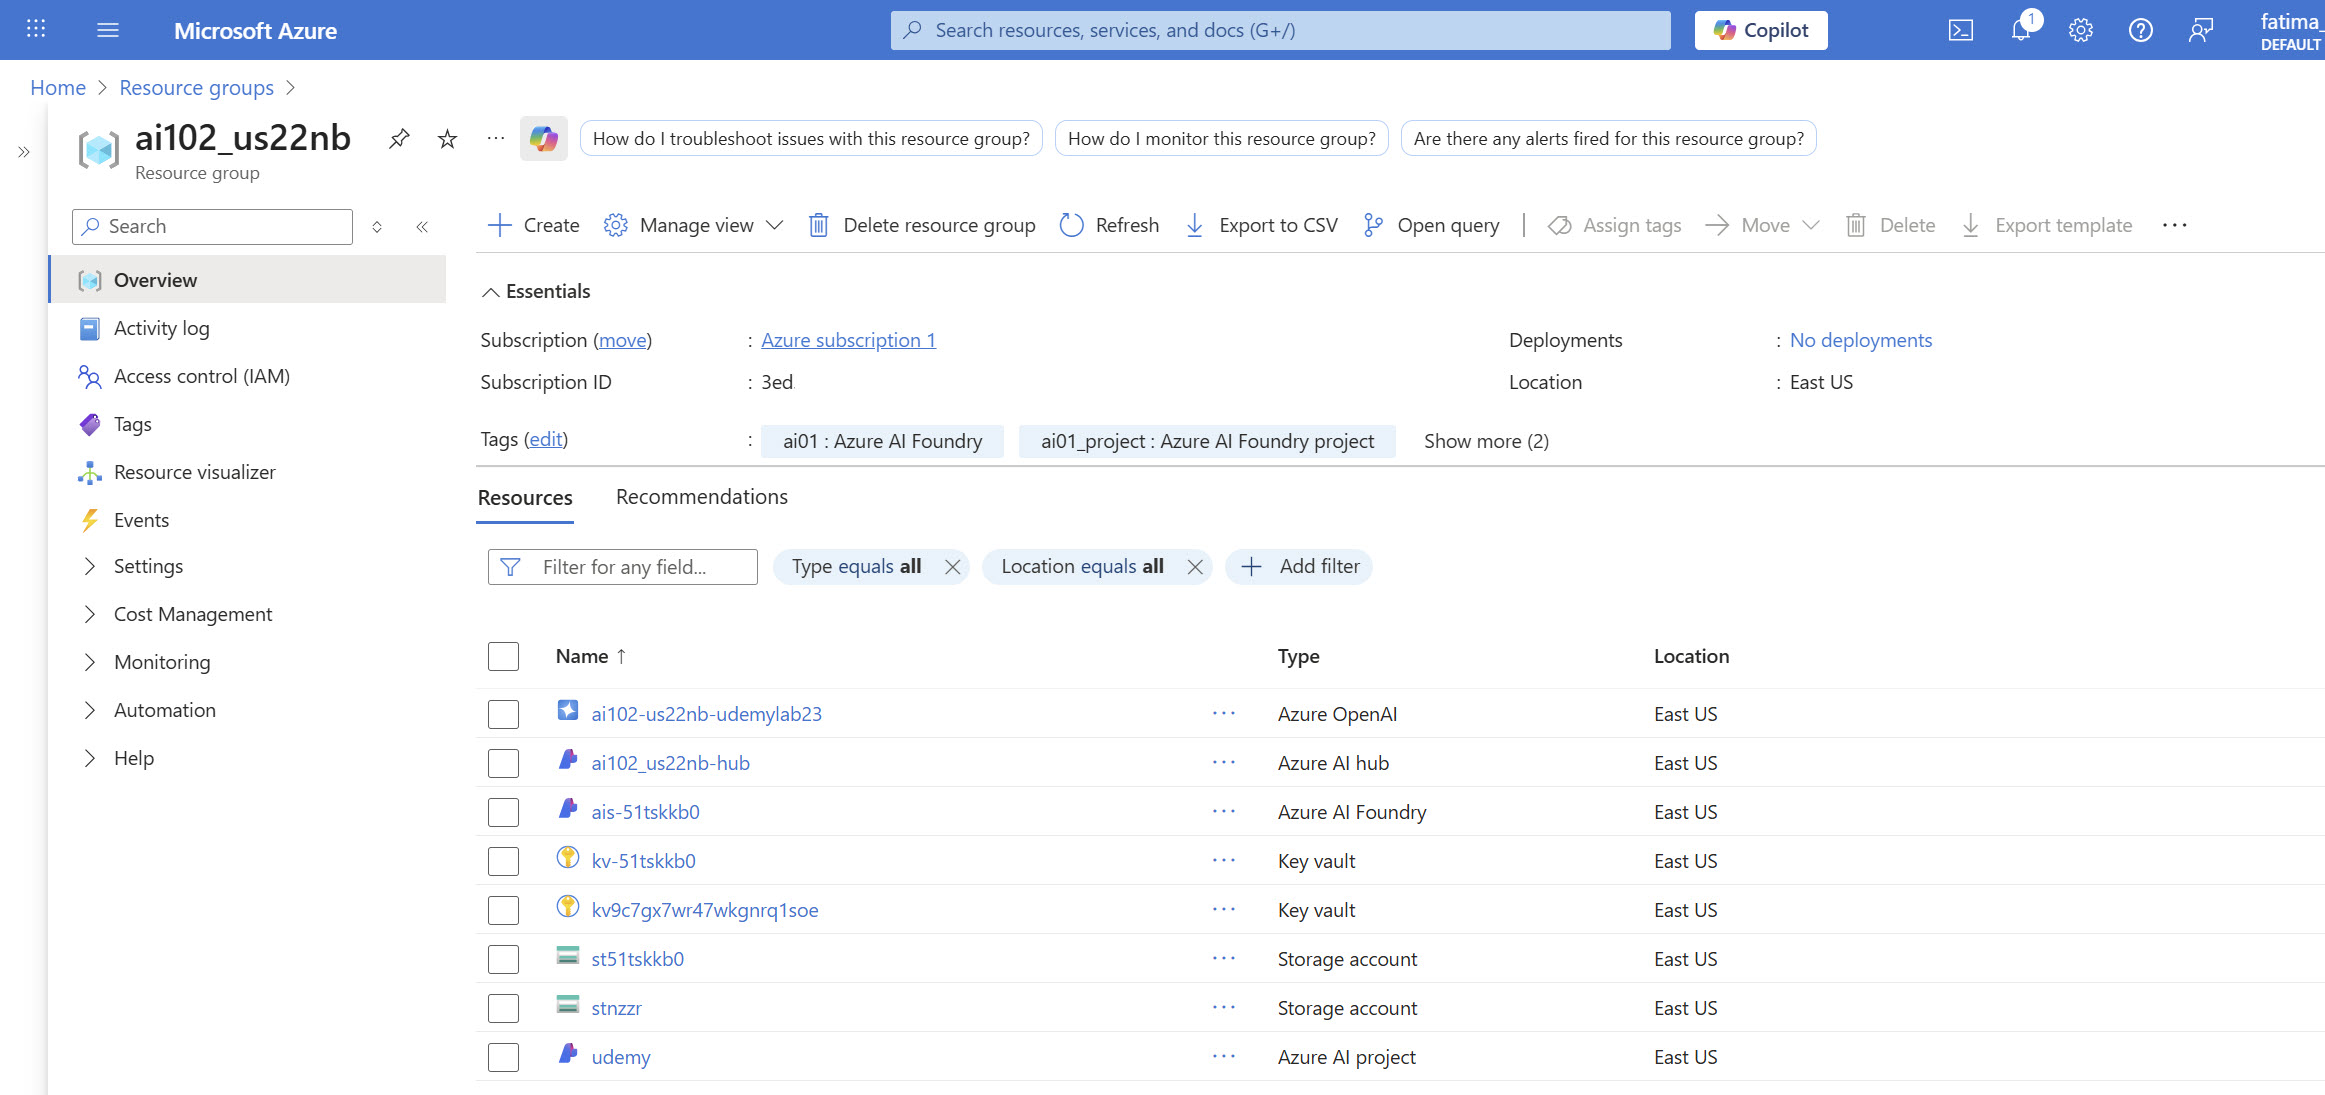 Microsoft Azure
Search resources, services, and docs (G+/)
Copilot
1
fatima_
DEFAULT
Home
Resource groups
ai102_us22nb
Resource group
How do I troubleshoot issues with this resource group?
How do I monitor this resource group?
Are there any alerts fired for this resource group?
Search
Overview
Activity log
Access control (IAM)
Tags
Resource visualizer
Events
Settings
Cost Management
Monitoring
Automation
Help
Create
Manage view
Delete resource group
Refresh
Export to CSV
Open query
Assign tags
Move
Delete
Export template
Essentials
Subscription (move) : Azure subscription 1
Subscription ID : 3ed
Tags (edit) : ai01 : Azure AI Foundry ai01_project : Azure AI Foundry project Show more (2)
Deployments : No deployments
Location : East US
Resources Recommendations
Filter for any field...
Type equals all
Location equals all
Add filter
Name ↑ Type Location
ai102-us22nb-udemylab23 Azure OpenAI East US
ai102_us22nb-hub Azure AI hub East US
ais-51tskkb0 Azure AI Foundry East US
kv-51tskkb0 Key vault East US
kv9c7gx7wr47wkgnrq1soe Key vault East US
st51tskkb0 Storage account East US
stnzzr Storage account East US
udemy Azure AI project East US